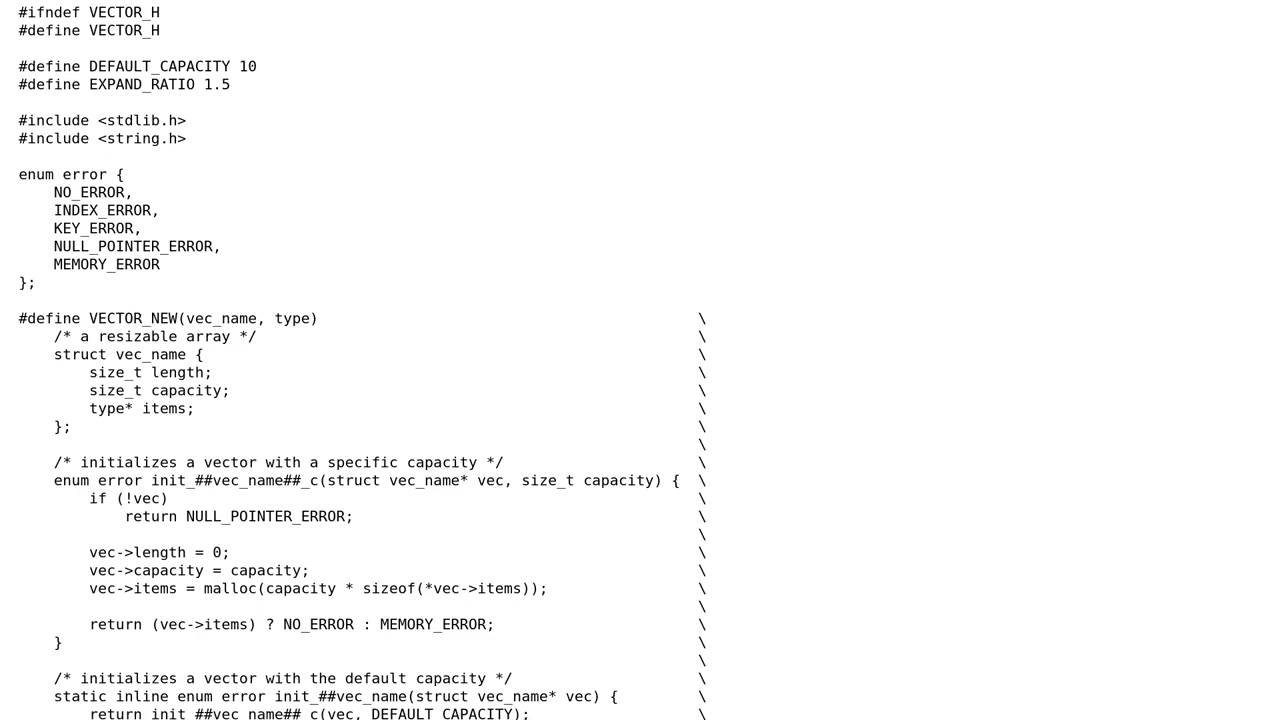 #ifndef VECTOR_H
#define VECTOR_H

#define DEFAULT_CAPACITY 10
#define EXPAND_RATIO 1.5

#include <stdlib.h>
#include <string.h>

enum error {
    NO_ERROR,
    INDEX_ERROR,
    KEY_ERROR,
    NULL_POINTER_ERROR,
    MEMORY_ERROR
};

#define VECTOR_NEW(vec_name, type)                                           \
    /* a resizable array */                                                  \
    struct vec_name {                                                        \
        size_t length;                                                       \
        size_t capacity;                                                     \
        type* items;                                                         \
    };                                                                       \
                                                                             \
    /* initializes a vector with a specific capacity */                      \
    enum error init_##vec_name##_c(struct vec_name* vec, size_t capacity) {  \
        if (!vec)                                                            \
            return NULL_POINTER_ERROR;                                       \
                                                                             \
        vec->length = 0;                                                     \
        vec->capacity = capacity;                                            \
        vec->items = malloc(capacity * sizeof(*vec->items));                 \
                                                                             \
        return (vec->items) ? NO_ERROR : MEMORY_ERROR;                       \
    }                                                                        \
                                                                             \
    /* initializes a vector with the default capacity */                     \
    static inline enum error init_##vec_name(struct vec_name* vec) {         \
        return init_##vec_name##_c(vec, DEFAULT_CAPACITY);                   \